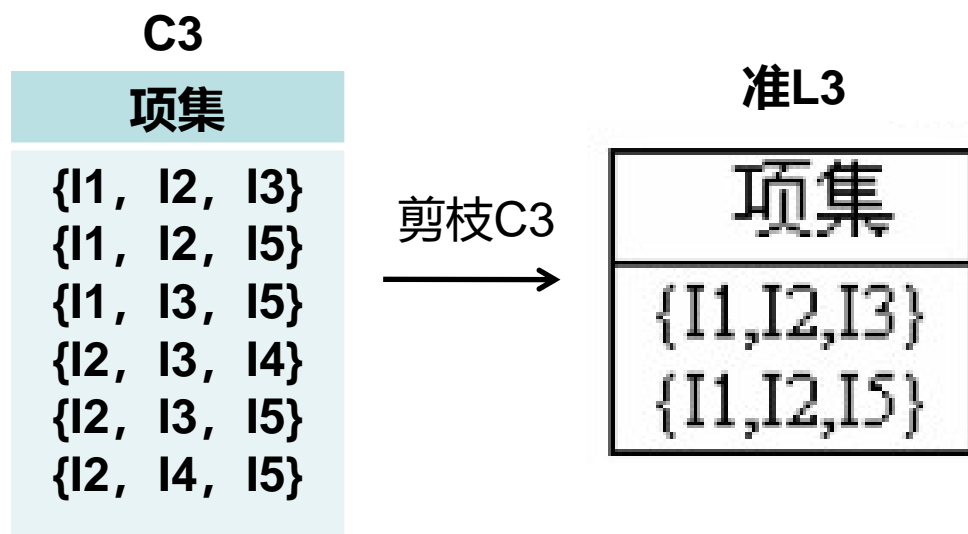 C3
项集
{I1， I2， I3}
{I1， I2， I5}
{I1， I3， I5}
{I2， I3， I4}
{I2， I3， I5}
{I2， I4， I5}
剪枝C3
准L3
项集
{I1,I2,I3}
{I1,I2,I5}